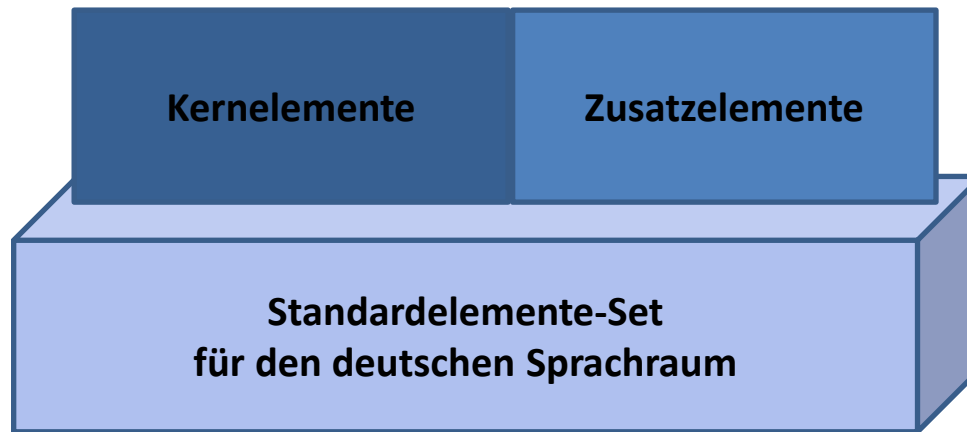 Kernelemente
Zusatzelemente
Standardelemente-Set
für den deutschen Sprachraum